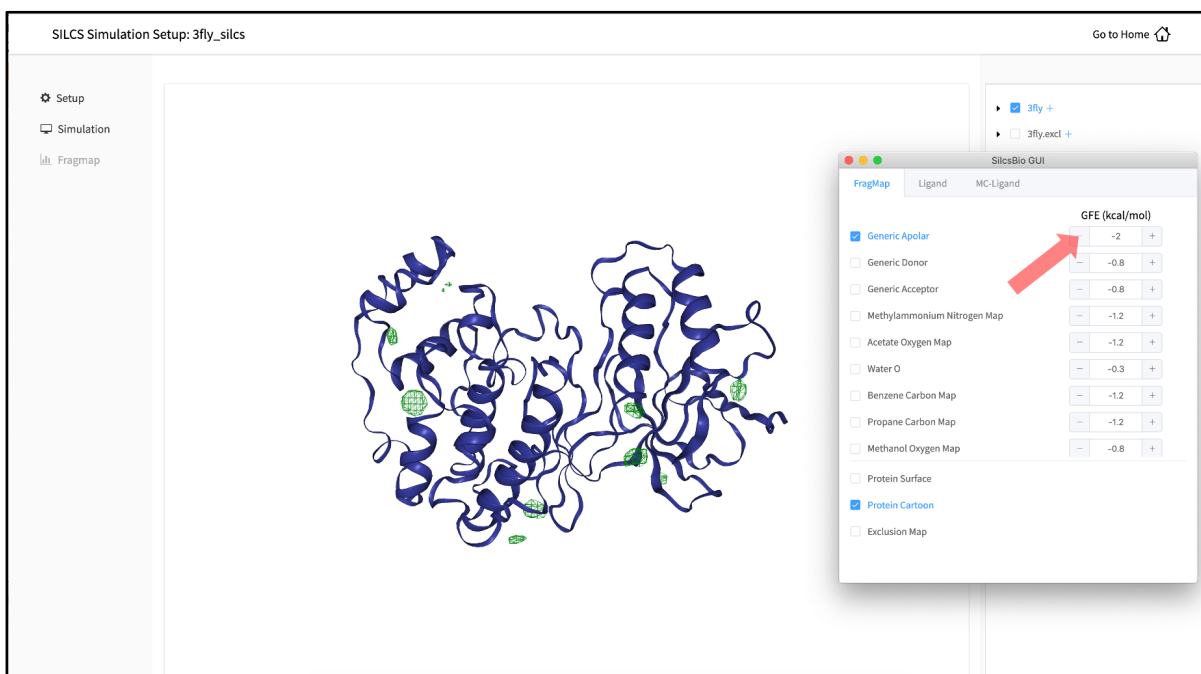 SILCS Simulation Setup: 3fly_silcs
Go to Home
Setup
Simulation
Fragmap
3fly +
3fly.excl +
SilcsBio GUI
FragMap Ligand MC-Ligand
GFE (kcal/mol)
Generic Apolar − -2 +
Generic Donor − -0.8 +
Generic Acceptor − -0.8 +
Methylammonium Nitrogen Map − -1.2 +
Acetate Oxygen Map − -1.2 +
Water O − -0.3 +
Benzene Carbon Map − -1.2 +
Propane Carbon Map − -1.2 +
Methanol Oxygen Map − -0.8 +
Protein Surface
Protein Cartoon
Exclusion Map